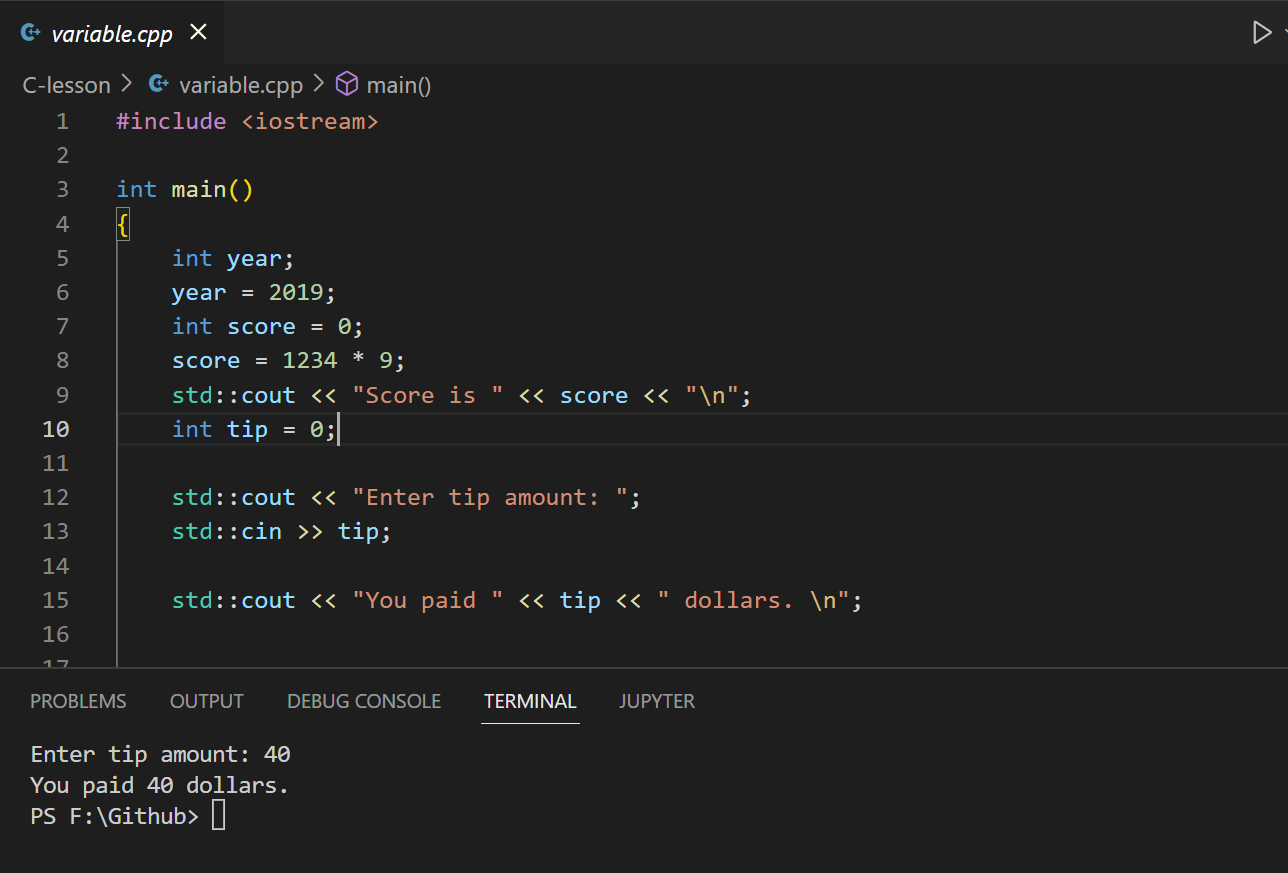 variable.cpp
C-lesson > variable.cpp > main()
1 #include <iostream>
2
3 int main()
4 {
5 int year;
6 year = 2019;
7 int score = 0;
8 score = 1234 * 9;
9 std::cout << "Score is " << score << "\n";
10 int tip = 0;
11
12 std::cout << "Enter tip amount: ";
13 std::cin >> tip;
14
15 std::cout << "You paid " << tip << " dollars. \n";
16
17
PROBLEMS OUTPUT DEBUG CONSOLE TERMINAL JUPYTER
Enter tip amount: 40
You paid 40 dollars.
PS F:\Github>